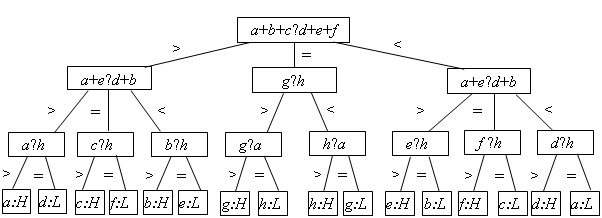 a+b+c?d+e+f
> = <
a+e?d+b g?h a+e?d+b
> = < > < > = <
a?h c?h b?h g?a h?a e?h f?h d?h
> = > = > = > = > = > = > = > =
a:H d:L c:H f:L b:H e:L g:H h:L h:H g:L e:H b:L f:H c:L d:H a:L